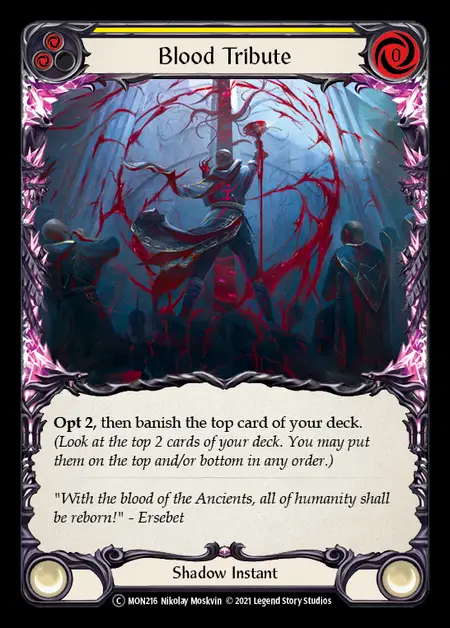 Blood Tribute
0
Opt 2, then banish the top card of your deck.
(Look at the top 2 cards of your deck. You may put
them on the top and/or bottom in any order.)
"With the blood of the Ancients, all of humanity shall
be reborn!" - Ersebet
Shadow Instant
C MON216 Nikolay Moskvin © 2021 Legend Story Studios